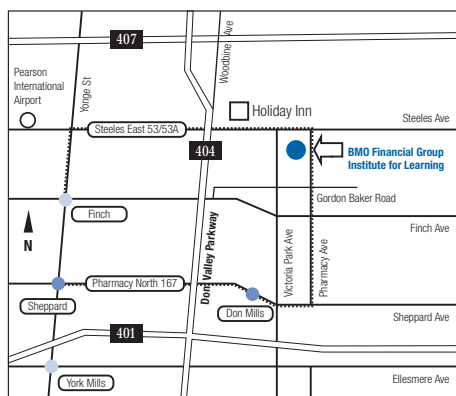 407
Woodbine Ave
Yonge St
Pearson
International
Airport
Holiday Inn
Steeles Ave
Steeles East 53/53A
404
BMO Financial Group
Institute for Learning
Gordon Baker Road
Finch
Finch Ave
N
Don Valley Parkway
Victoria Park Ave
Pharmacy Ave
Pharmacy North 167
Sheppard
Don Mills
Sheppard Ave
401
York Mills
Ellesmere Ave